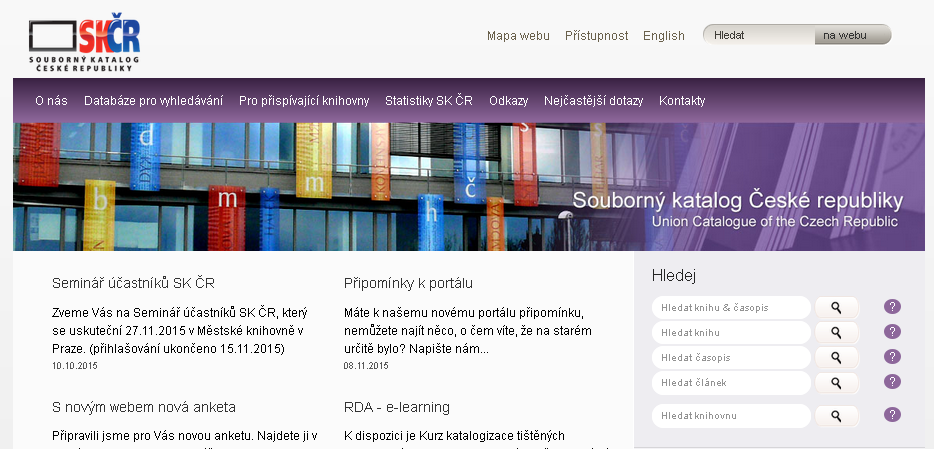 SKČR
SOUBORNÝ KATALOG
ČESKÉ REPUBLIKY
Mapa webu Přístupnost English Hledat na webu
O nás Databáze pro vyhledávání Pro přispívající knihovny Statistiky SK ČR Odkazy Nejčastější dotazy Kontakty
d s
b m m h č
Souborný katalog České republiky
Union Catalogue of the Czech Republic
Seminář účastníků SK ČR
Zveme Vás na Seminář účastníků SK ČR, který
se uskuteční 27.11.2015 v Městské knihovně v
Praze. (přihlašování ukončeno 15.11.2015)
10.10.2015
Připomínky k portálu
Máte k našemu novému portálu připomínku,
nemůžete najít něco, o čem víte, že na starém
určitě bylo? Napište nám...
08.11.2015
S novým webem nová anketa
Připravili jsme pro Vás novou anketu. Najdete ji v
RDA - e-learning
K dispozici je Kurz katalogizace tištěných
Hledej
Hledat knihu & časopis ?
Hledat knihu ?
Hledat časopis ?
Hledat článek ?
Hledat knihovnu ?